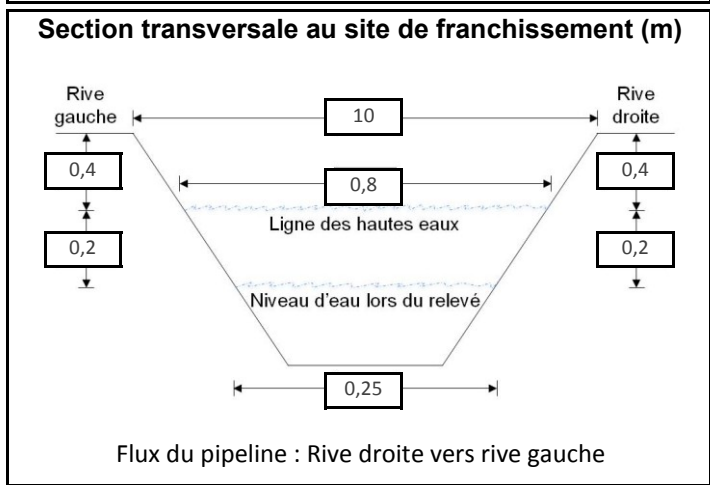 Section transversale au site de franchissement (m)
Rive gauche
10
Rive droite
0,4
0,8
0,4
Ligne des hautes eaux
0,2
0,2
Niveau d'eau lors du relevé
0,25
Flux du pipeline : Rive droite vers rive gauche